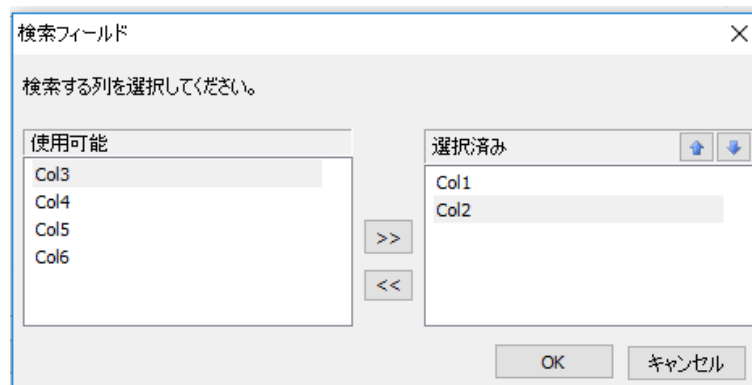 検索フィールド
検索する列を選択してください。
使用可能
Col3
Col4
Col5
Col6
>>
<<
選択済み
Col1
Col2
OK
キャンセル